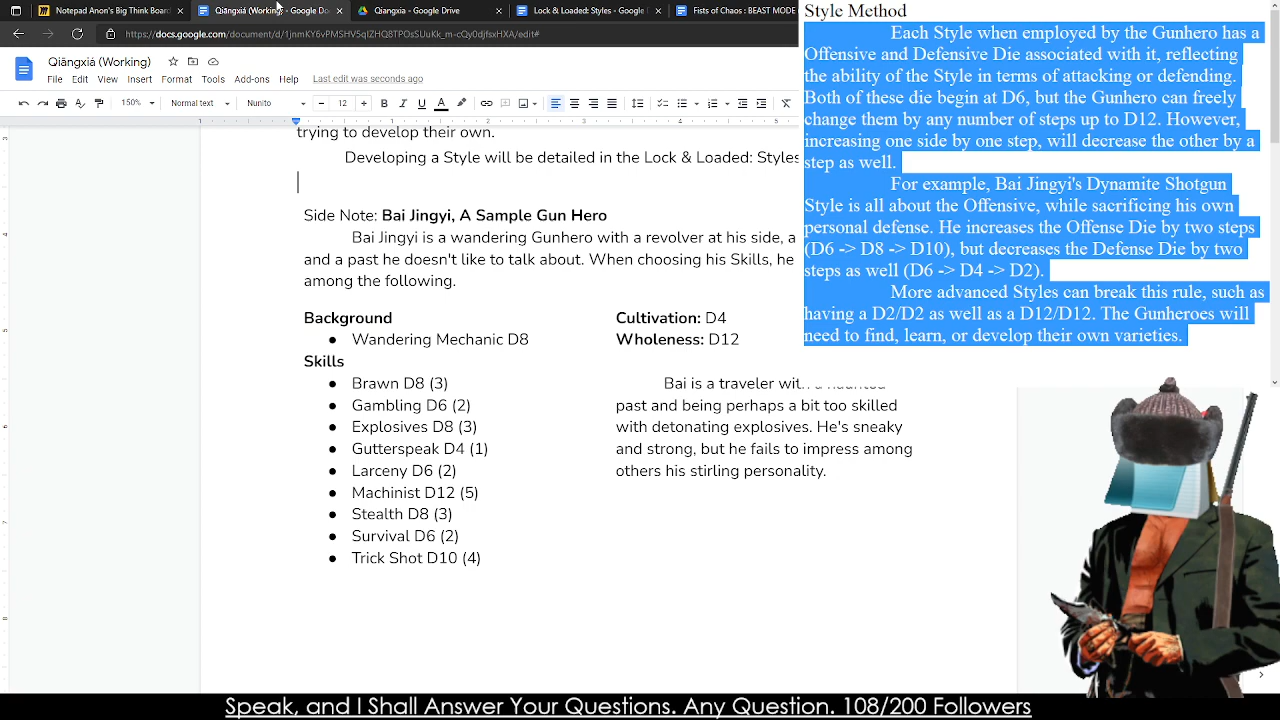 Notepad Anon's Big Think Board
Qiāngxiá (Working) - Google Do
Qiangxia - Google Drive
Lock & Loaded: Styles - Google
Fists of Chaos: BEAST MODE
https://docs.google.com/document/d/1jnmKY6vPMSHVSqIZHQ8TPOsSUuKk_m-cQy0djfsxHXA/edit#
Qiāngxiá (Working)
File Edit View Insert Format Tools Add-ons Help Last edit was seconds ago
150% Normal text Nunito 12 B I U A
1 1 2 3 4 5
trying to develop their own.
Developing a Style will be detailed in the Lock & Loaded: Styles
Side Note: Bai Jingyi, A Sample Gun Hero
Bai Jingyi is a wandering Gunhero with a revolver at his side, a
and a past he doesn't like to talk about. When choosing his Skills, he
among the following.
Background
● Wandering Mechanic D8
Skills
● Brawn D8 (3)
● Gambling D6 (2)
● Explosives D8 (3)
● Gutterspeak D4 (1)
● Larceny D6 (2)
● Machinist D12 (5)
● Stealth D8 (3)
● Survival D6 (2)
● Trick Shot D10 (4)
Cultivation: D4
Wholeness: D12
Bai is a traveler with a haunted
past and being perhaps a bit too skilled
with detonating explosives. He's sneaky
and strong, but he fails to impress among
others his stirling personality.
Style Method
Each Style when employed by the Gunhero has a
Offensive and Defensive Die associated with it, reflecting
the ability of the Style in terms of attacking or defending.
Both of these die begin at D6, but the Gunhero can freely
change them by any number of steps up to D12. However,
increasing one side by one step, will decrease the other by a
step as well.
For example, Bai Jingyi's Dynamite Shotgun
Style is all about the Offensive, while sacrificing his own
personal defense. He increases the Offense Die by two steps
(D6 -> D8 -> D10), but decreases the Defense Die by two
steps as well (D6 -> D4 -> D2).
More advanced Styles can break this rule, such as
having a D2/D2 as well as a D12/D12. The Gunheroes will
need to find, learn, or develop their own varieties.
Speak, and I Shall Answer Your Questions. Any Question. 108/200 Followers